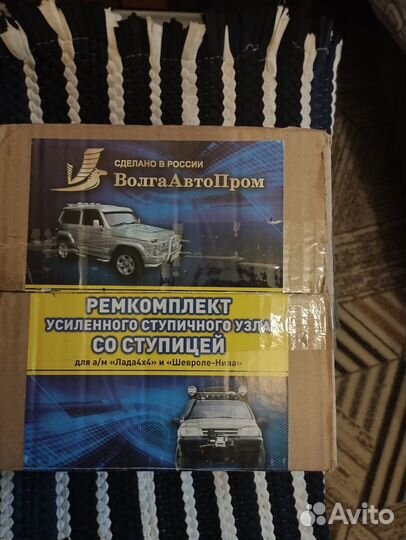 СДЕЛАНО В РОССИИ
ВолгаАвтоПром
РЕМКОМПЛЕКТ
УСИЛЕННОГО СТУПИЧНОГО УЗЛА
СО СТУПИЦЕЙ
для а/м «Лада4х4» и «Шевроле-Нива»
Avito